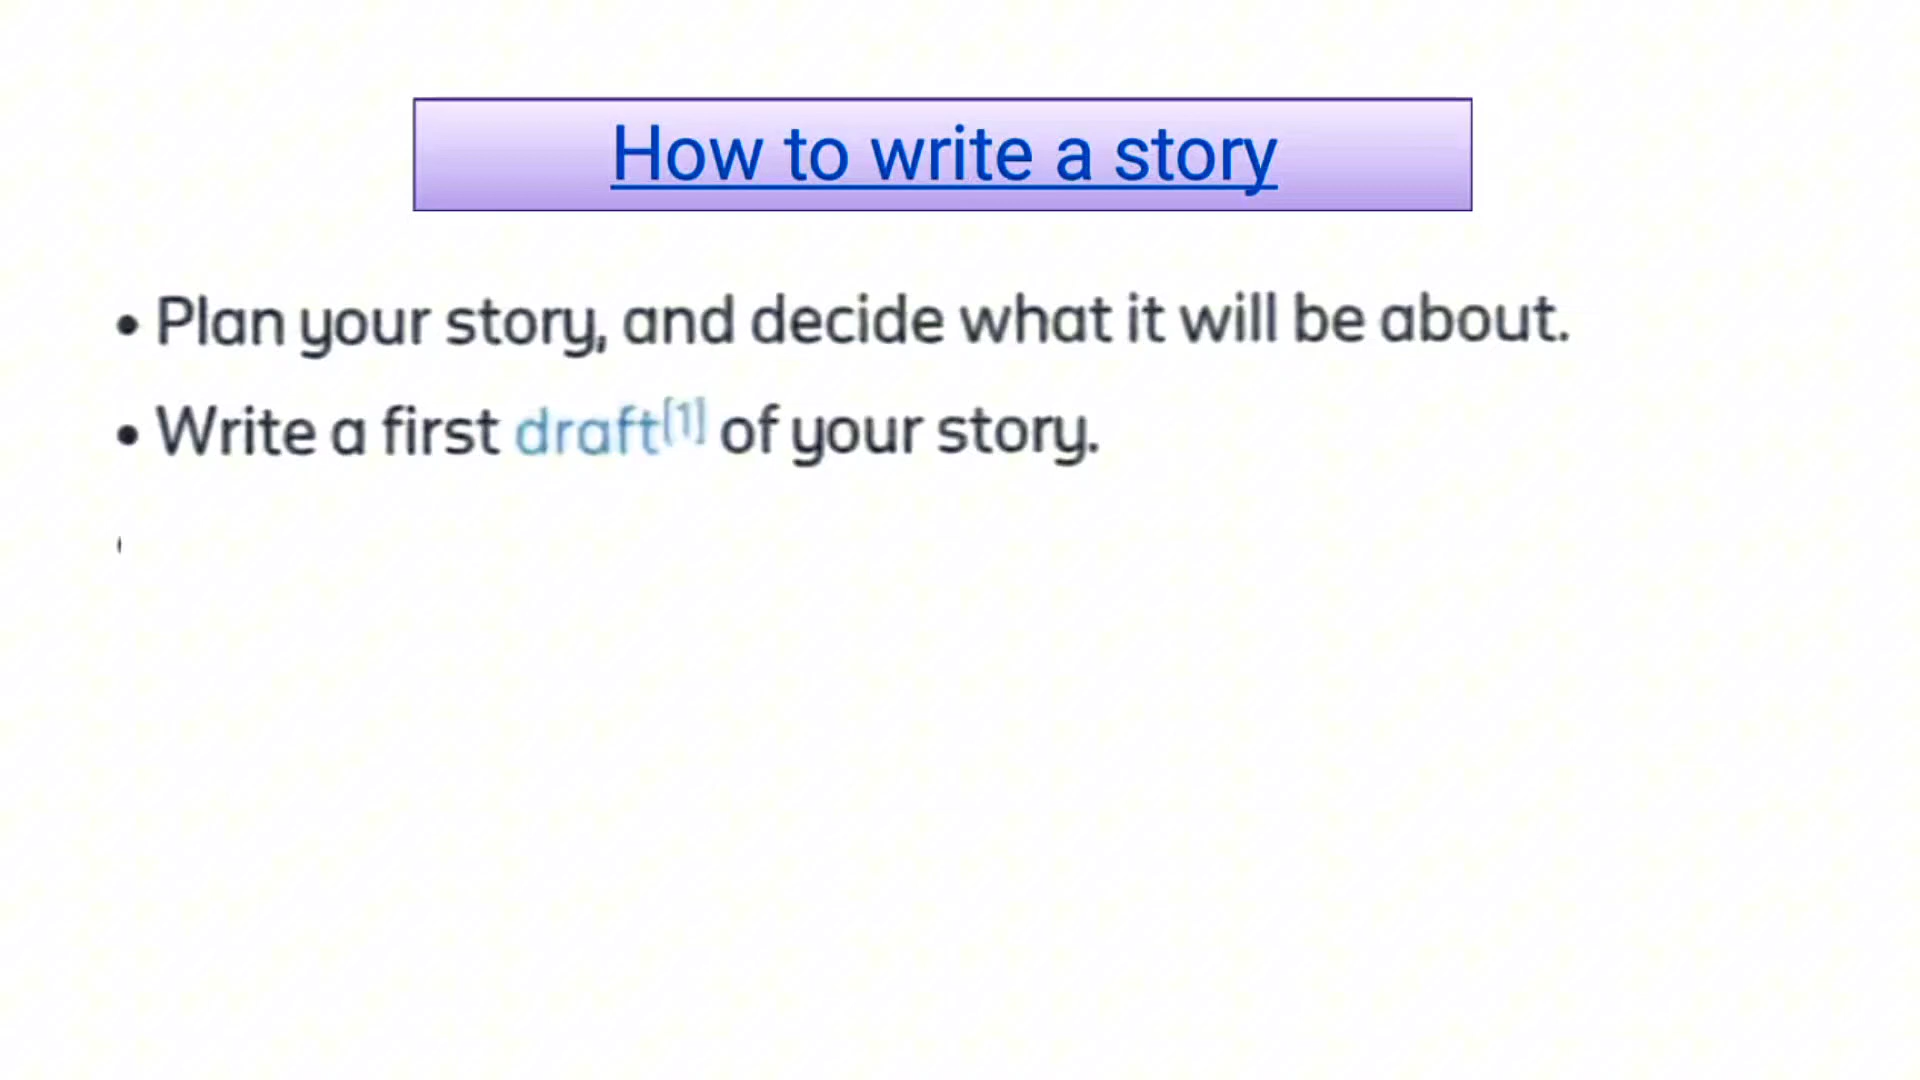 How to write a story
• Plan your story, and decide what it will be about.
• Write a first draft[1] of your story.